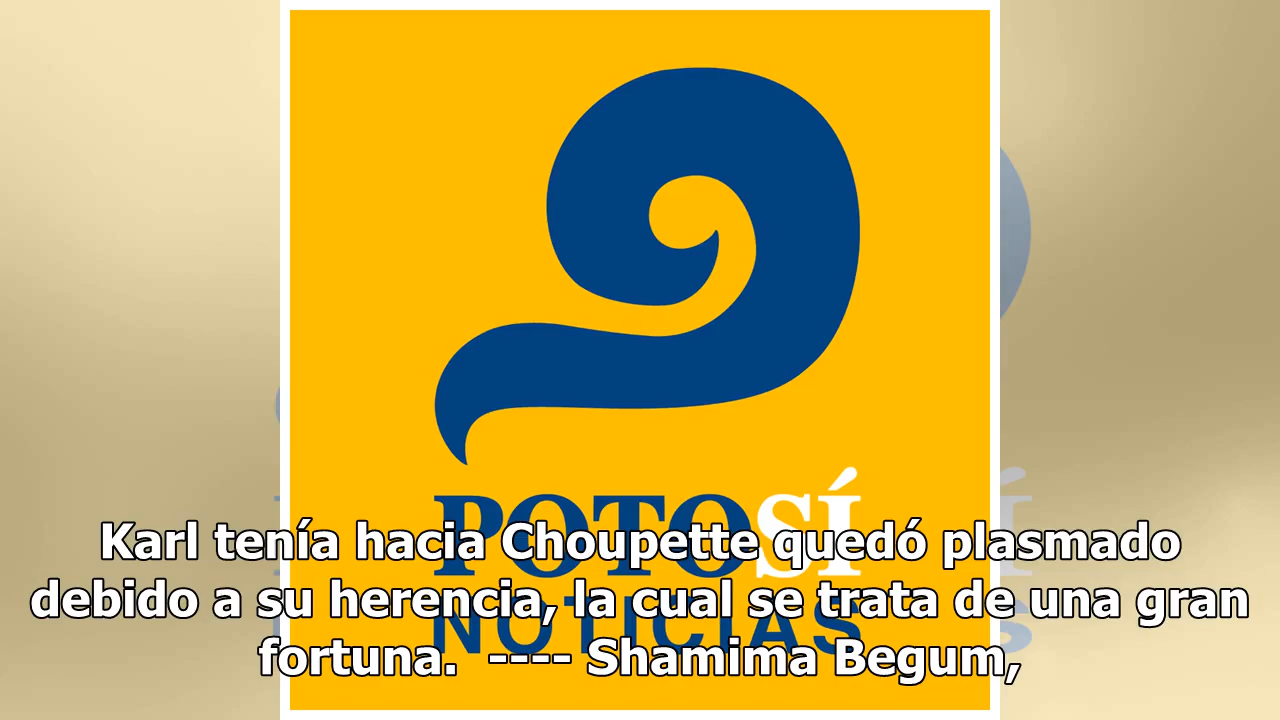 POTOSÍ
NOTICIAS
Karl tenía hacia Choupette quedó plasmado
debido a su herencia, la cual se trata de una gran
fortuna.  ---- Shamima Begum,